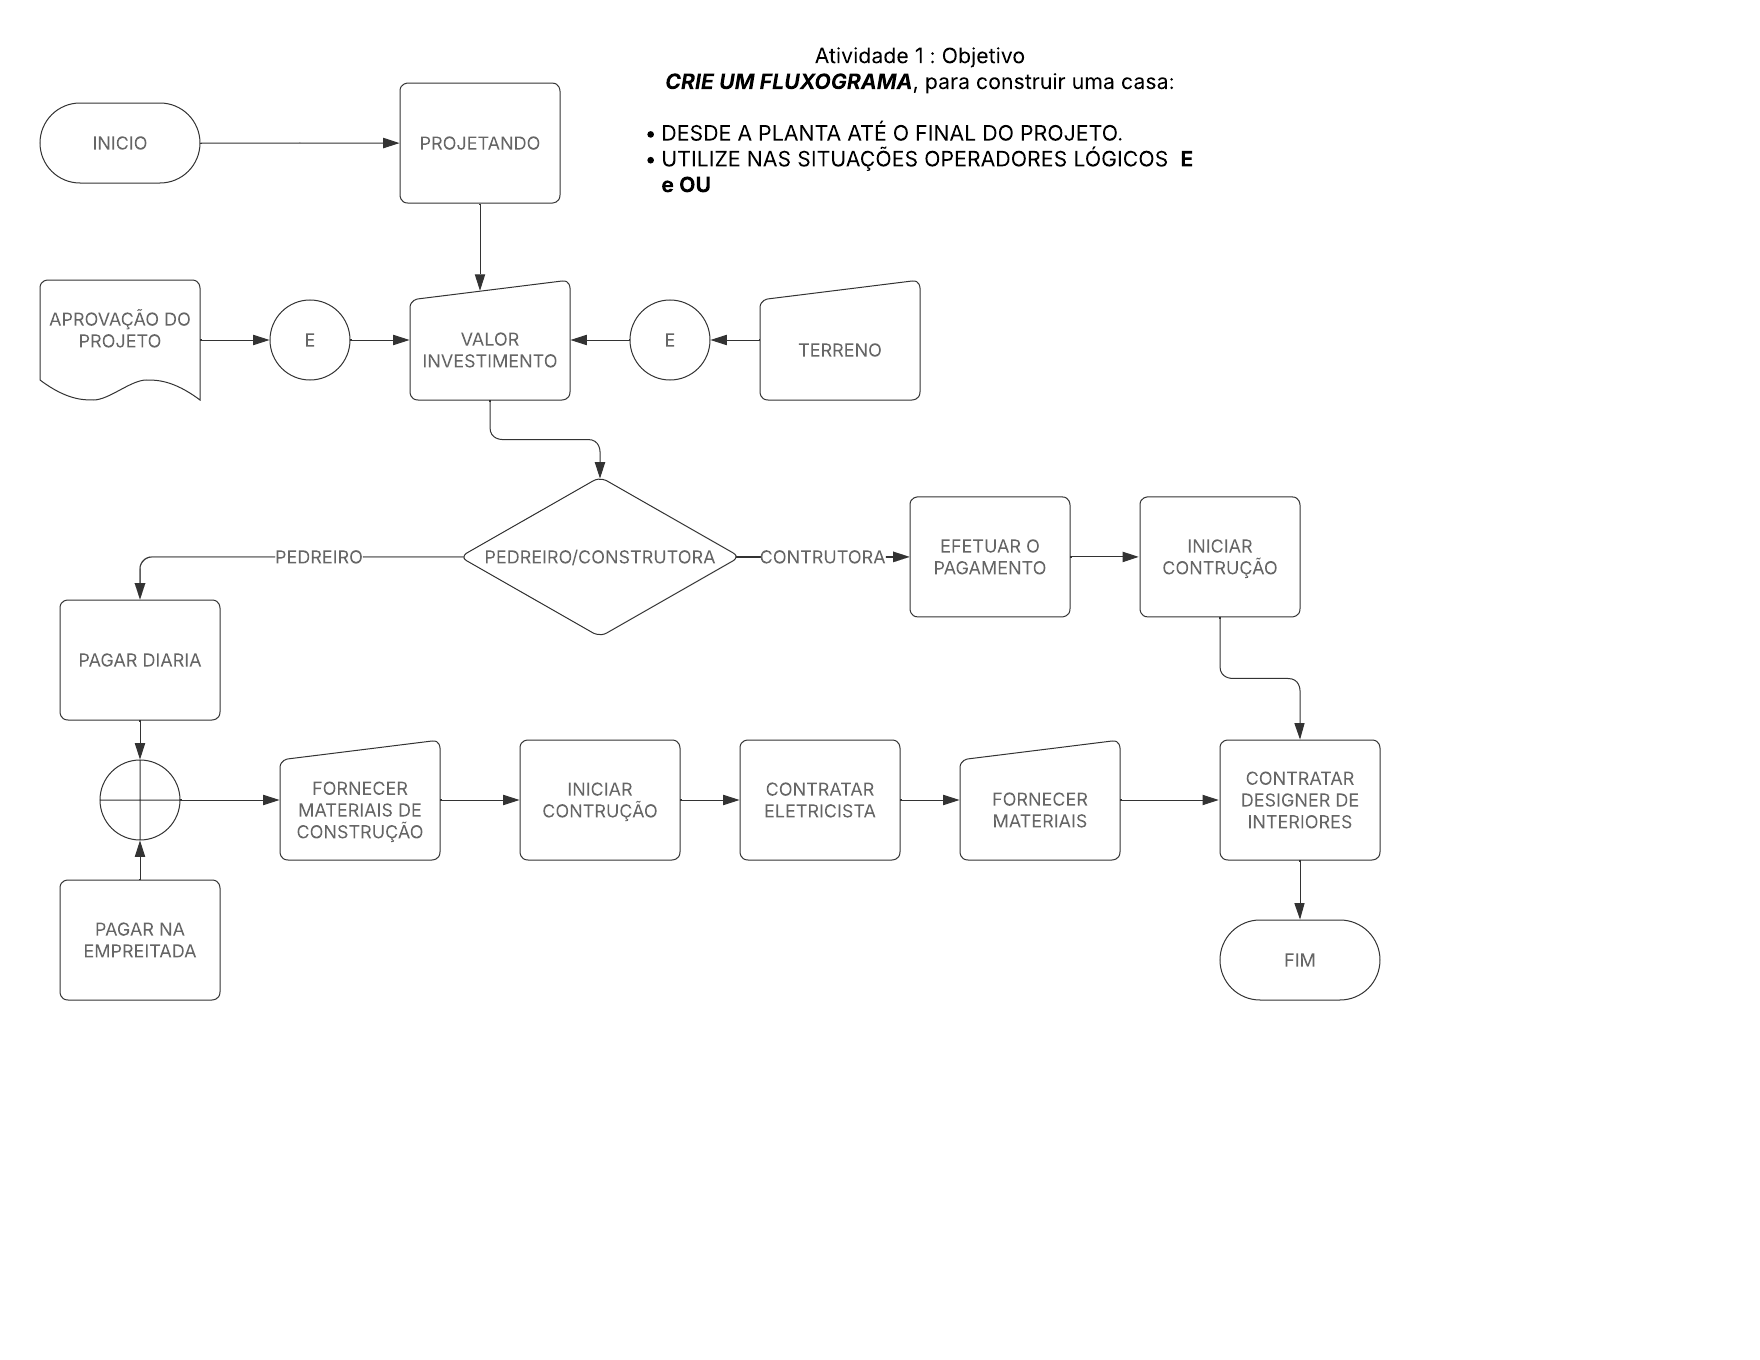 Atividade 1 : Objetivo
CRIE UM FLUXOGRAMA, para construir uma casa:
• DESDE A PLANTA ATÉ O FINAL DO PROJETO.
• UTILIZE NAS SITUAÇÕES OPERADORES LÓGICOS E
e OU
INICIO
PROJETANDO
APROVAÇÃO DO
PROJETO
E
VALOR
INVESTIMENTO
E
TERRENO
PEDREIRO
PEDREIRO/CONSTRUTORA
CONTRUTORA
EFETUAR O
PAGAMENTO
INICIAR
CONTRUÇÃO
PAGAR DIARIA
FORNECER
MATERIAIS DE
CONSTRUÇÃO
INICIAR
CONTRUÇÃO
CONTRATAR
ELETRICISTA
FORNECER
MATERIAIS
CONTRATAR
DESIGNER DE
INTERIORES
PAGAR NA
EMPREITADA
FIM